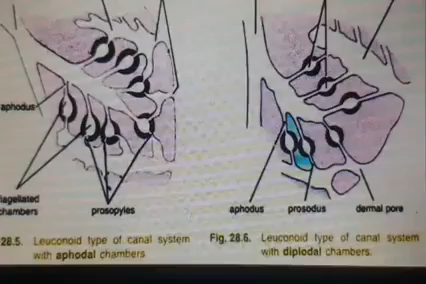 aphodus
flagellated
chambers
prosopyles
aphodus
prosodus
dermal pore
28.5. Leuconoid type of canal system
with aphodal chambers
Fig. 28.6. Leuconoid type of canal system
with diplodal chambers.